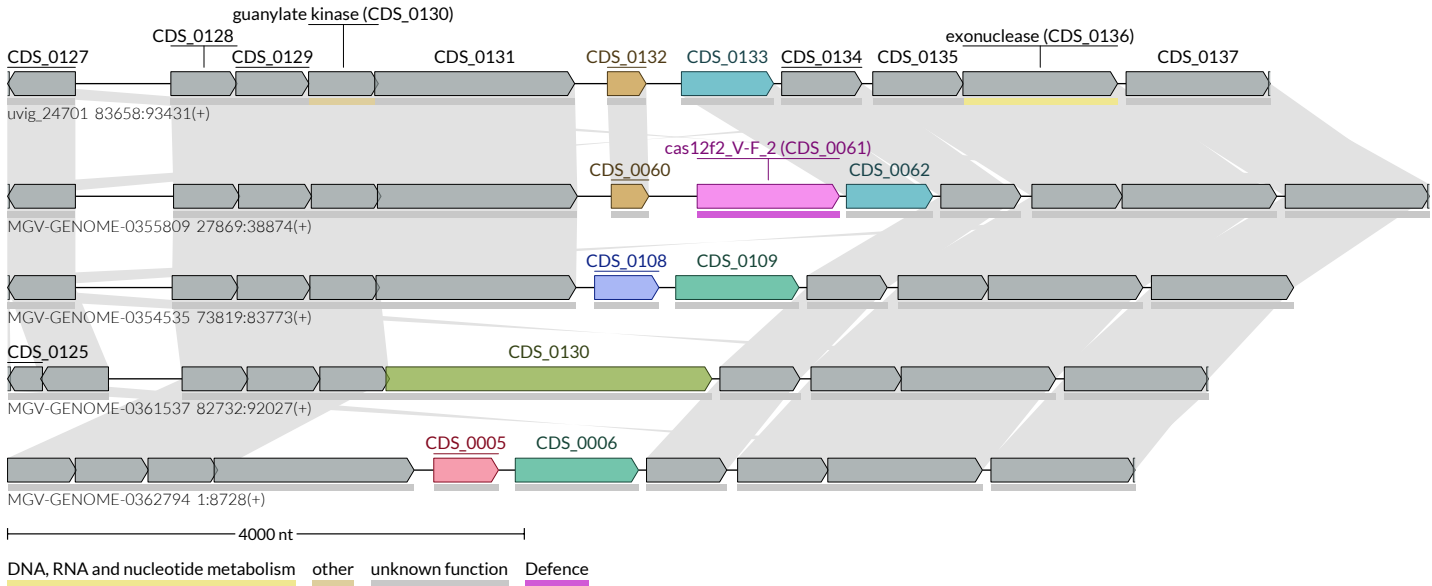 guanylate kinase (CDS_0130)
CDS_0128 exonuclease (CDS_0136)
CDS_0127 CDS_0129 CDS_0131 CDS_0132 CDS_0133 CDS_0134 CDS_0135 CDS_0137
uvig_24701 83658:93431(+)
cas12f2_V-F_2 (CDS_0061)
CDS_0060 CDS_0062
MGV-GENOME-0355809 27869:38874(+)
CDS_0108 CDS_0109
MGV-GENOME-0354535 73819:83773(+)
CDS_0125 CDS_0130
MGV-GENOME-0361537 82732:92027(+)
CDS_0005 CDS_0006
MGV-GENOME-0362794 1:8728(+)
4000 nt
DNA, RNA and nucleotide metabolism other unknown function Defence